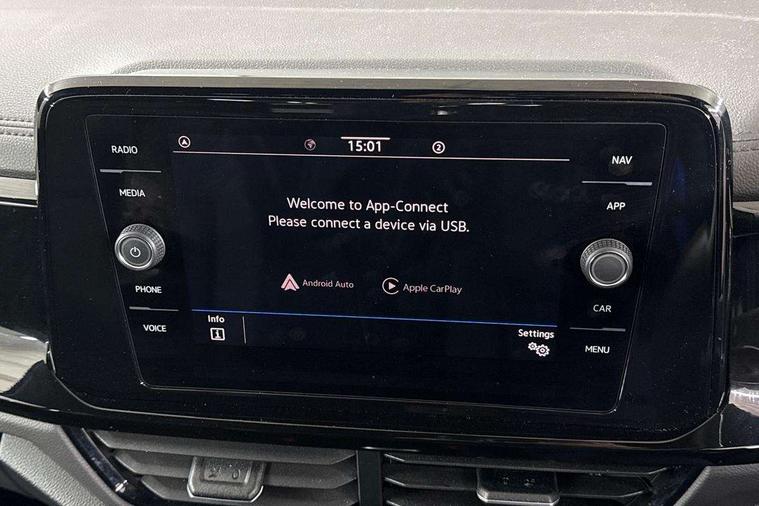 RADIO
MEDIA
PHONE
VOICE
15:01
2
Welcome to App-Connect
Please connect a device via USB.
Android Auto
Apple CarPlay
Info
Settings
NAV
APP
CAR
MENU